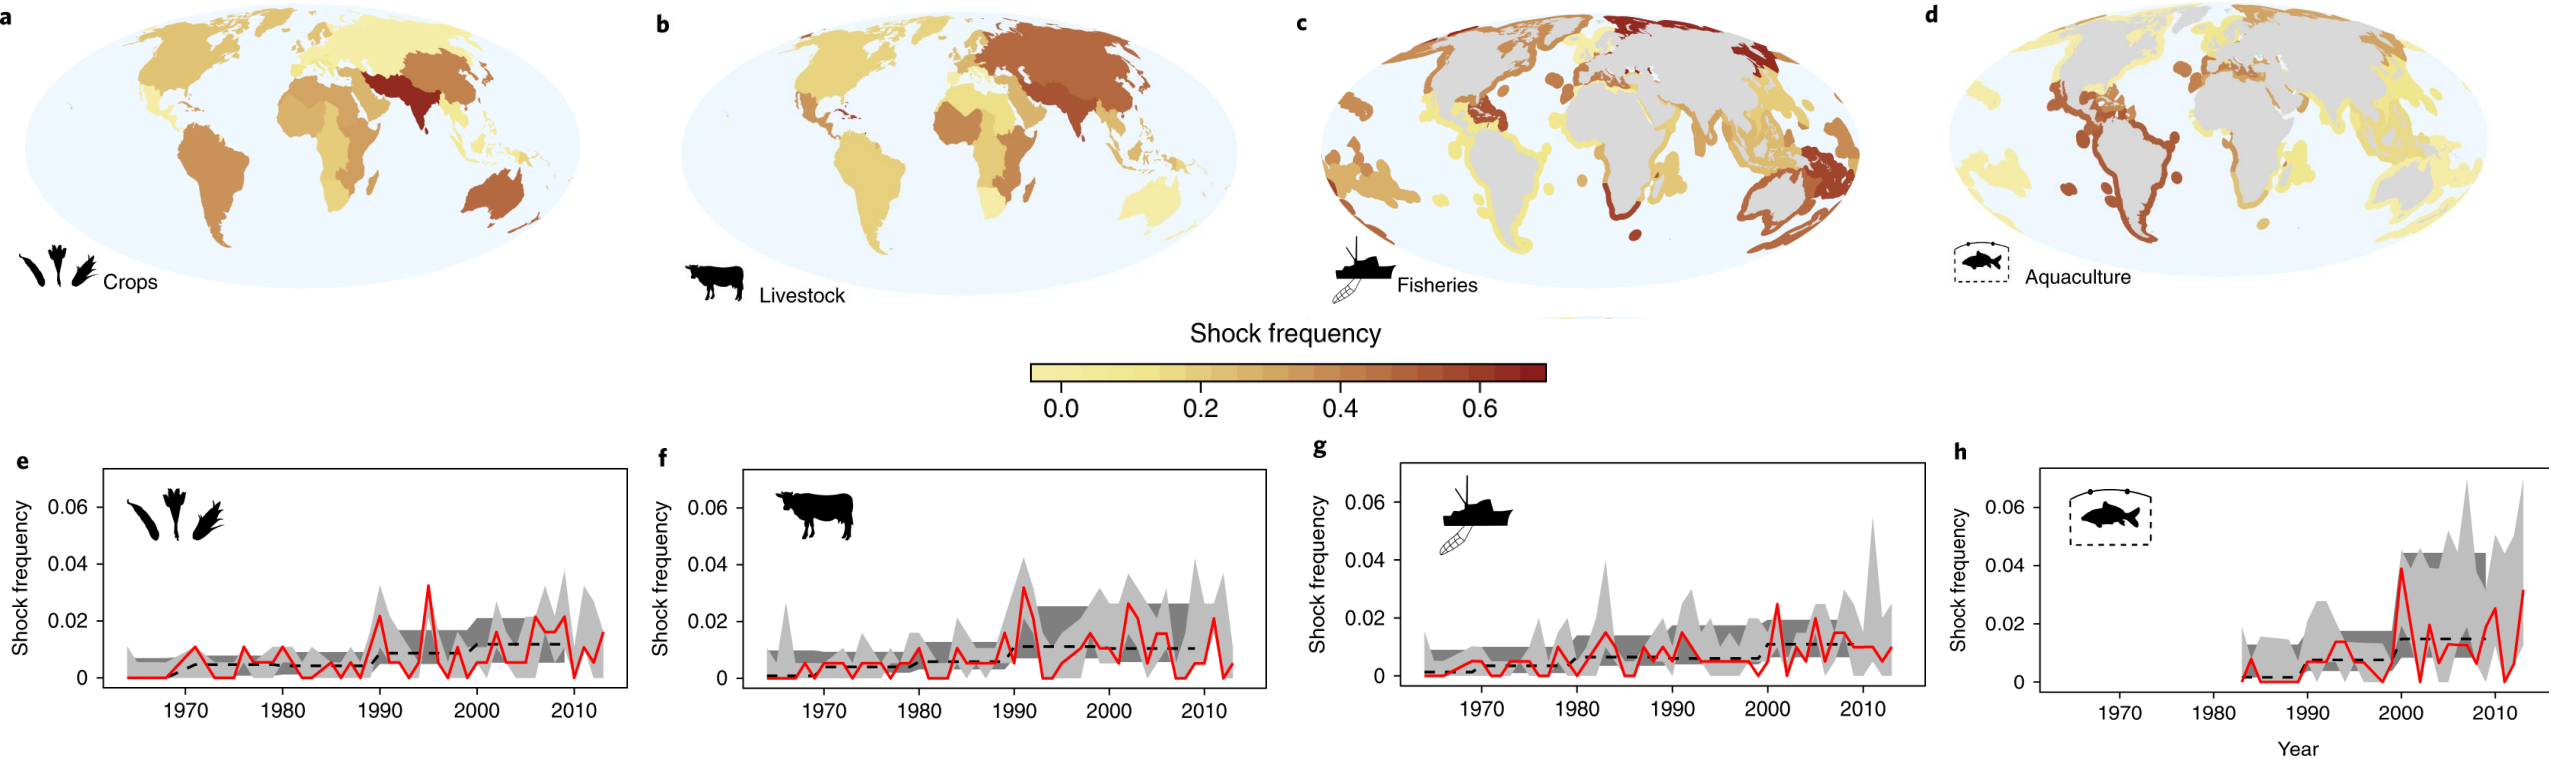 a
b
c
d
Crops
Livestock
Fisheries
Aquaculture
Shock frequency
0.0 0.2 0.4 0.6
e
f
g
h
Shock frequency
0.06
0.04
0.02
0
1970 1980 1990 2000 2010
Shock frequency
0.06
0.04
0.02
0
1970 1980 1990 2000 2010
Shock frequency
0.06
0.04
0.02
0
1970 1980 1990 2000 2010
Shock frequency
0.06
0.04
0.02
0
1970 1980 1990 2000 2010
Year